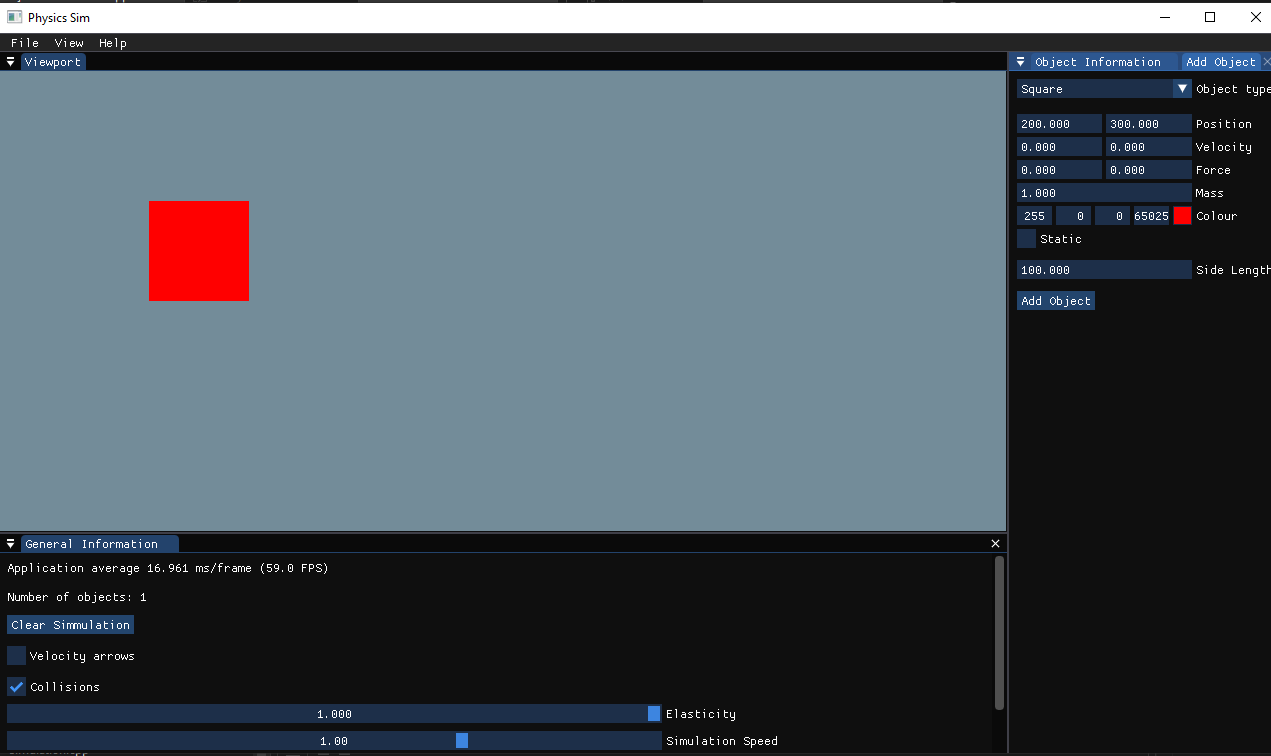 Physics Sim
File View Help
Viewport
Object Information Add Object
Square Object type
200.000 300.000 Position
0.000 0.000 Velocity
0.000 0.000 Force
1.000 Mass
255 0 0 65025 Colour
Static
100.000 Side Length
Add Object
General Information
Application average 16.961 ms/frame (59.0 FPS)
Number of objects: 1
Clear Simmulation
Velocity arrows
Collisions
1.000 Elasticity
1.00 Simulation Speed